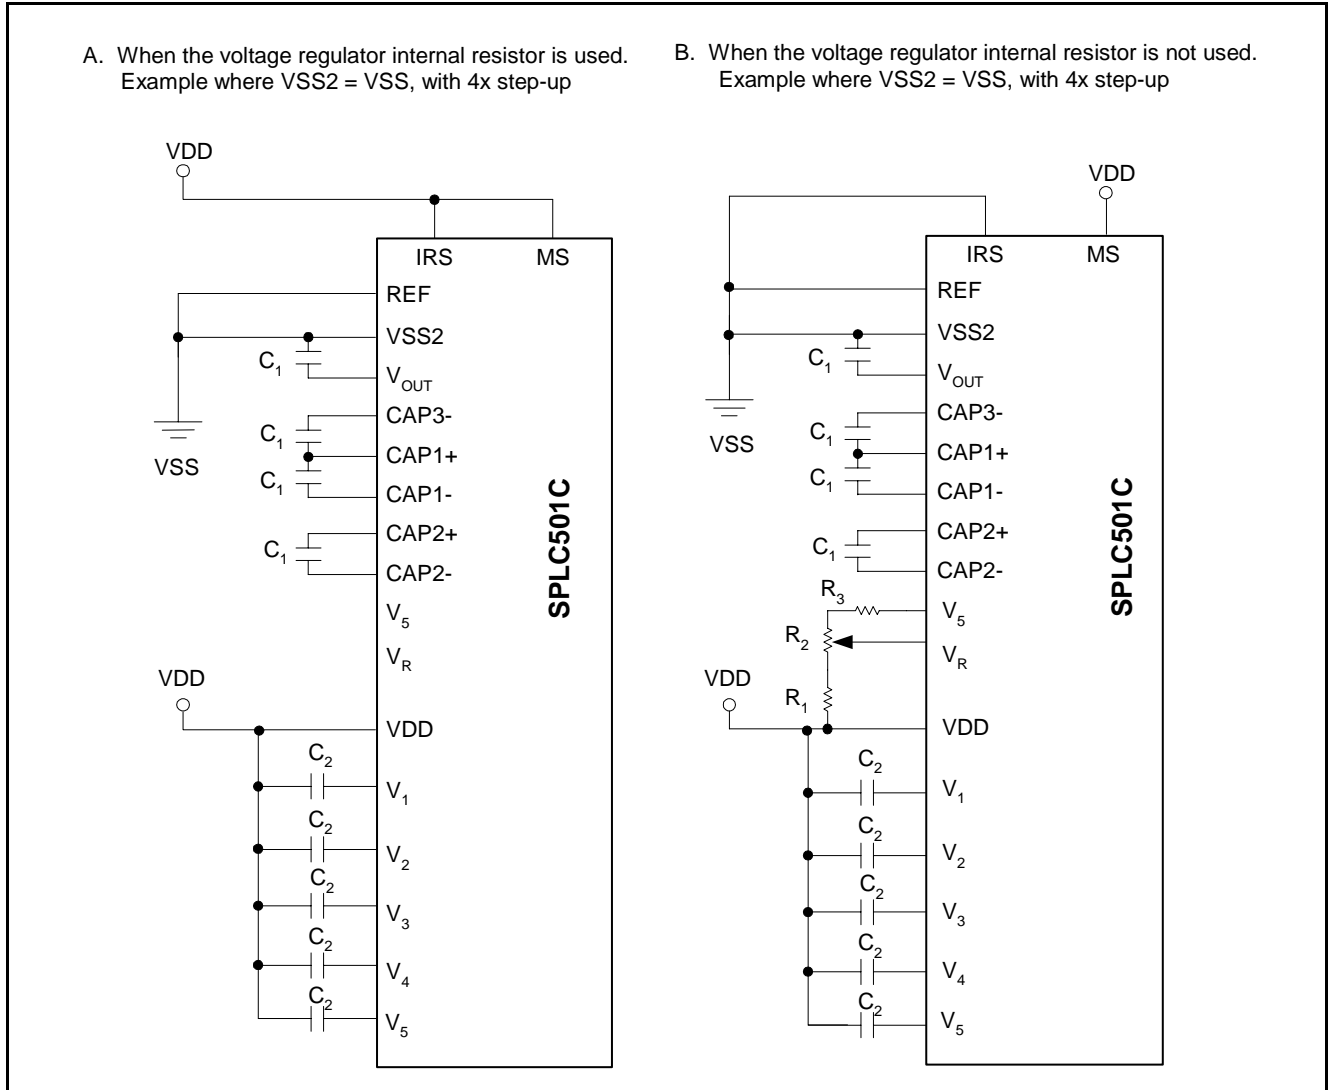 A. When the voltage regulator internal resistor is used.
Example where VSS2 = VSS, with 4x step-up
VDD
IRS
MS
REF
VSS2
C1
VOUT
CAP3-
C1
CAP1+
VSS
C1
CAP1-
CAP2+
C1
CAP2-
SPLC501C
V5
VR
VDD
VDD
C2
V1
C2
V2
C2
V3
C2
V4
C2
V5
B. When the voltage regulator internal resistor is not used.
Example where VSS2 = VSS, with 4x step-up
VDD
IRS
MS
REF
VSS2
C1
VOUT
CAP3-
VSS
C1
CAP1+
C1
CAP1-
CAP2+
C1
CAP2-
SPLC501C
R3
V5
R2
VR
VDD
R1
VDD
C2
V1
C2
V2
C2
V3
C2
V4
C2
V5